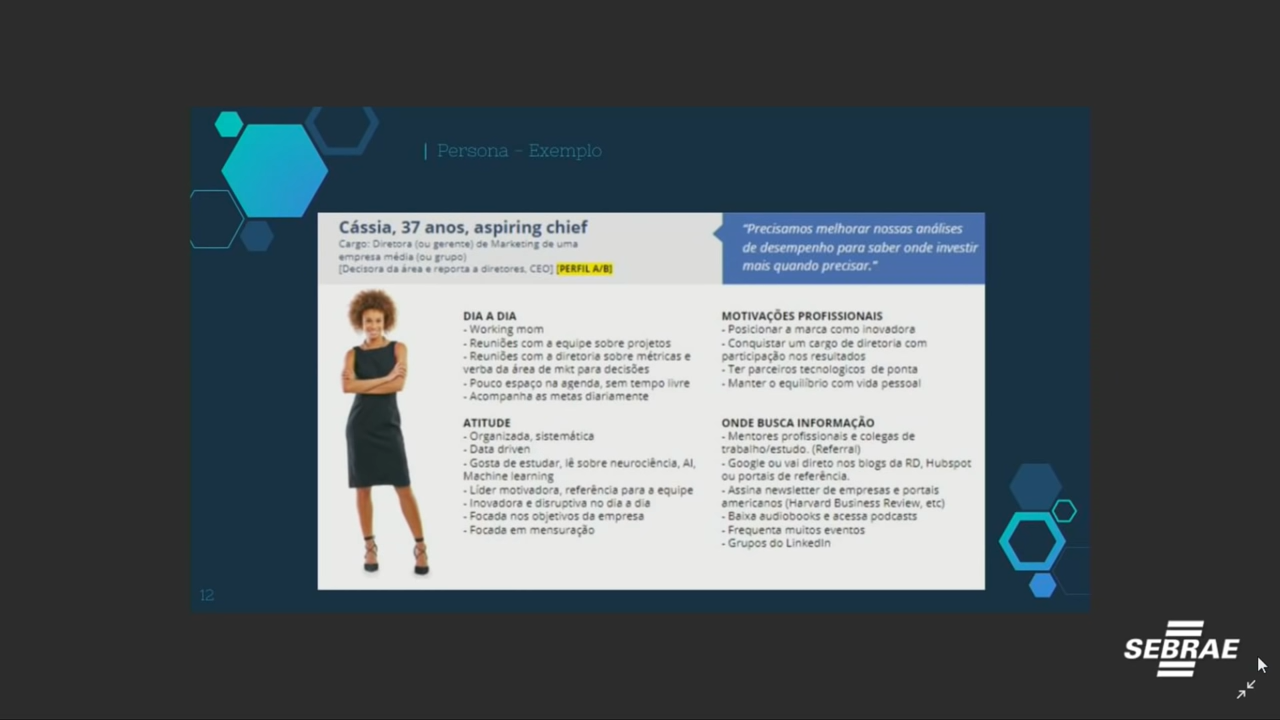 | Persona – Exemplo
Cássia, 37 anos, aspiring chief
Cargo: Diretora (ou gerente) de Marketing de uma
empresa média (ou grupo)
[Decisora da área e reporta a diretores, CEO] [PERFIL A/B]
"Precisamos melhorar nossas análises
de desempenho para saber onde investir
mais quando precisar."
DIA A DIA
- Working mom
- Reuniões com a equipe sobre projetos
- Reuniões com a diretoria sobre métricas e
verba da área de mkt para decisões
- Pouco espaço na agenda, sem tempo livre
- Acompanha as metas diariamente
ATITUDE
- Organizada, sistemática
- Data driven
- Gosta de estudar, lê sobre neurociência, AI,
Machine learning
- Líder motivadora, referência para a equipe
- Inovadora e disruptiva no dia a dia
- Focada nos objetivos da empresa
- Focada em mensuração
MOTIVAÇÕES PROFISSIONAIS
- Posicionar a marca como inovadora
- Conquistar um cargo de diretoria com
participação nos resultados
- Ter parceiros tecnologicos de ponta
- Manter o equilíbrio com vida pessoal
ONDE BUSCA INFORMAÇÃO
- Mentores profissionais e colegas de
trabalho/estudo. (Referral)
- Google ou vai direto nos blogs da RD, Hubspot
ou portais de referência.
- Assina newsletter de empresas e portais
americanos (Harvard Business Review, etc)
- Baixa audiobooks e acessa podcasts
- Frequenta muitos eventos
- Grupos do LinkedIn
12
SEBRAE